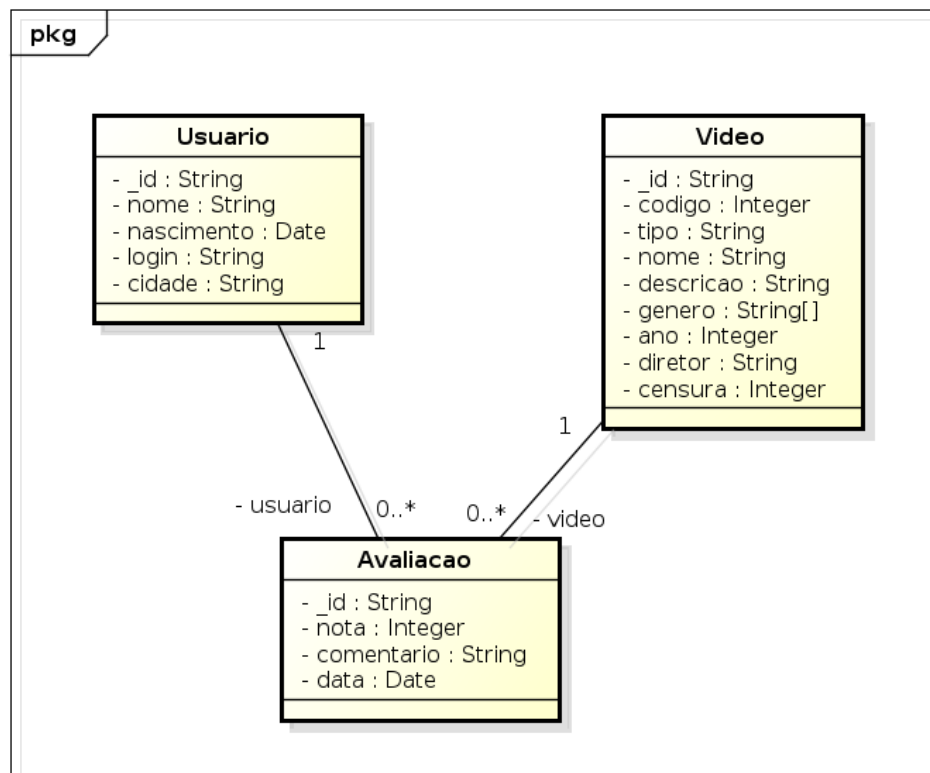 pkg
Usuario
- _id : String
- nome : String
- nascimento : Date
- login : String
- cidade : String
Video
- _id : String
- codigo : Integer
- tipo : String
- nome : String
- descricao : String
- genero : String[]
- ano : Integer
- diretor : String
- censura : Integer
1
1
- usuario
0..*
0..*
- video
Avaliacao
- _id : String
- nota : Integer
- comentario : String
- data : Date